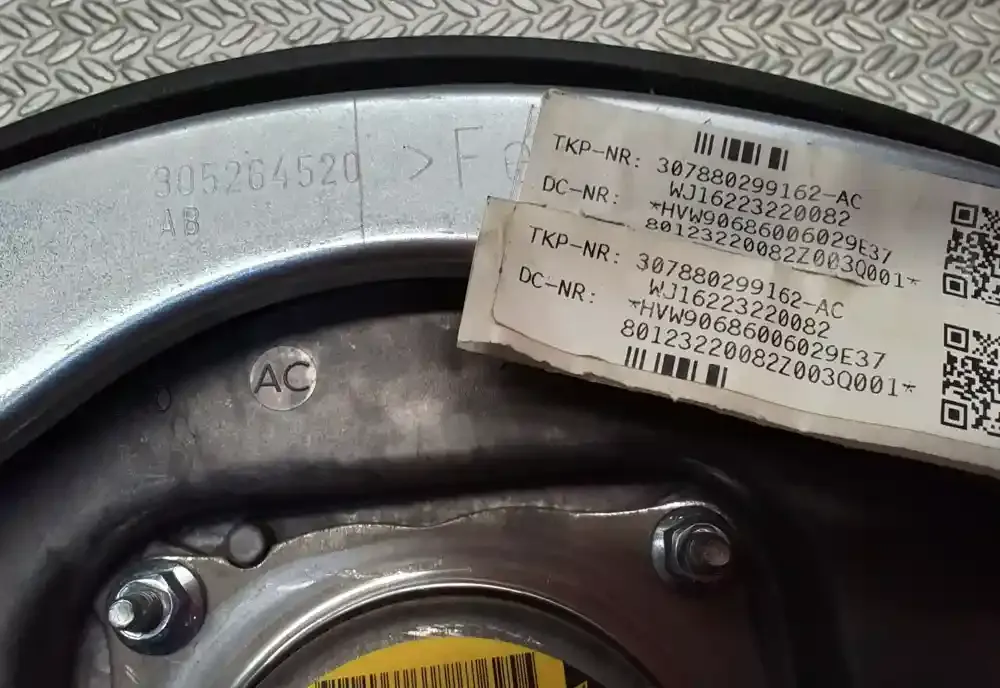 305264520
AB
> Fe
TKP-NR: 307880299162-AC
DC-NR: WJ16223220082
*HVW90686006029E37
80123220082Z003Q001*
TKP-NR: 307880299162-AC
DC-NR: WJ16223220082
*HVW90686006029E37
80123220082Z003Q001*
AC